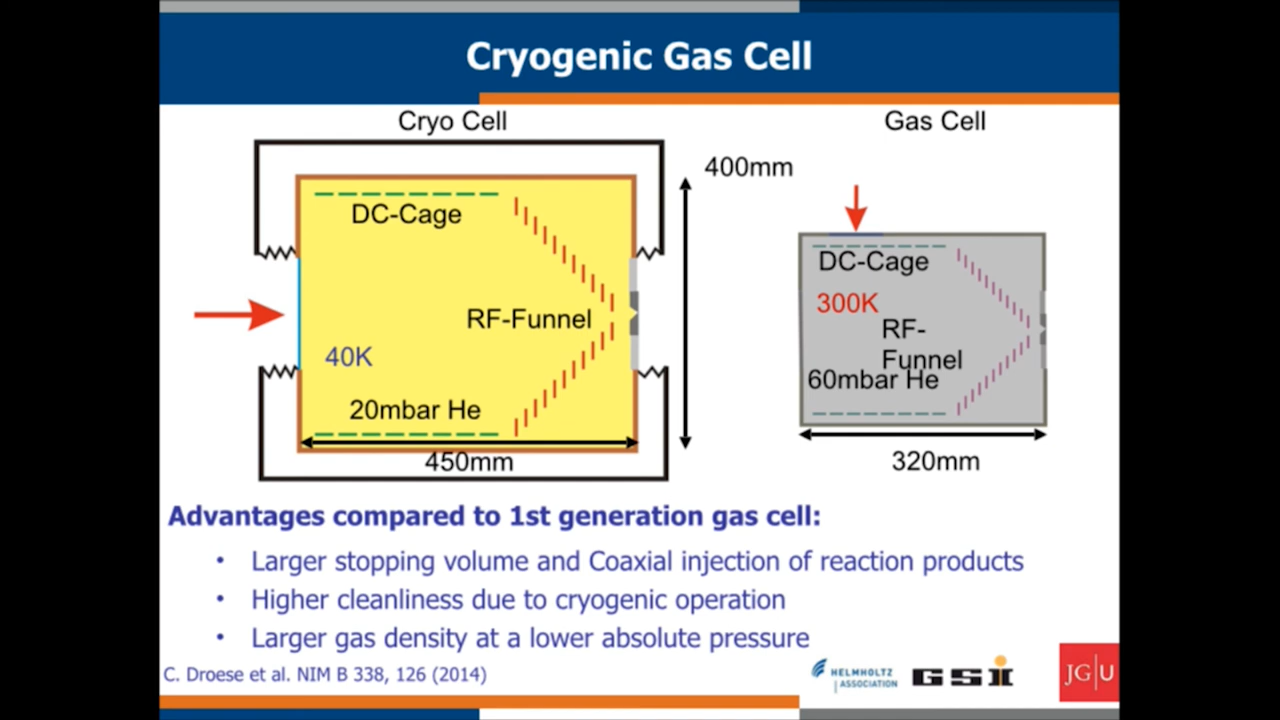 Cryogenic Gas Cell
Cryo Cell
Gas Cell
400mm
DC-Cage
RF-Funnel
40K
20mbar He
450mm
DC-Cage
300K
RF-
Funnel
60mbar He
320mm
Advantages compared to 1st generation gas cell:
• Larger stopping volume and Coaxial injection of reaction products
• Higher cleanliness due to cryogenic operation
• Larger gas density at a lower absolute pressure
C. Droese et al. NIM B 338, 126 (2014)
HELMHOLTZ
ASSOCIATION
GSI
JG|U